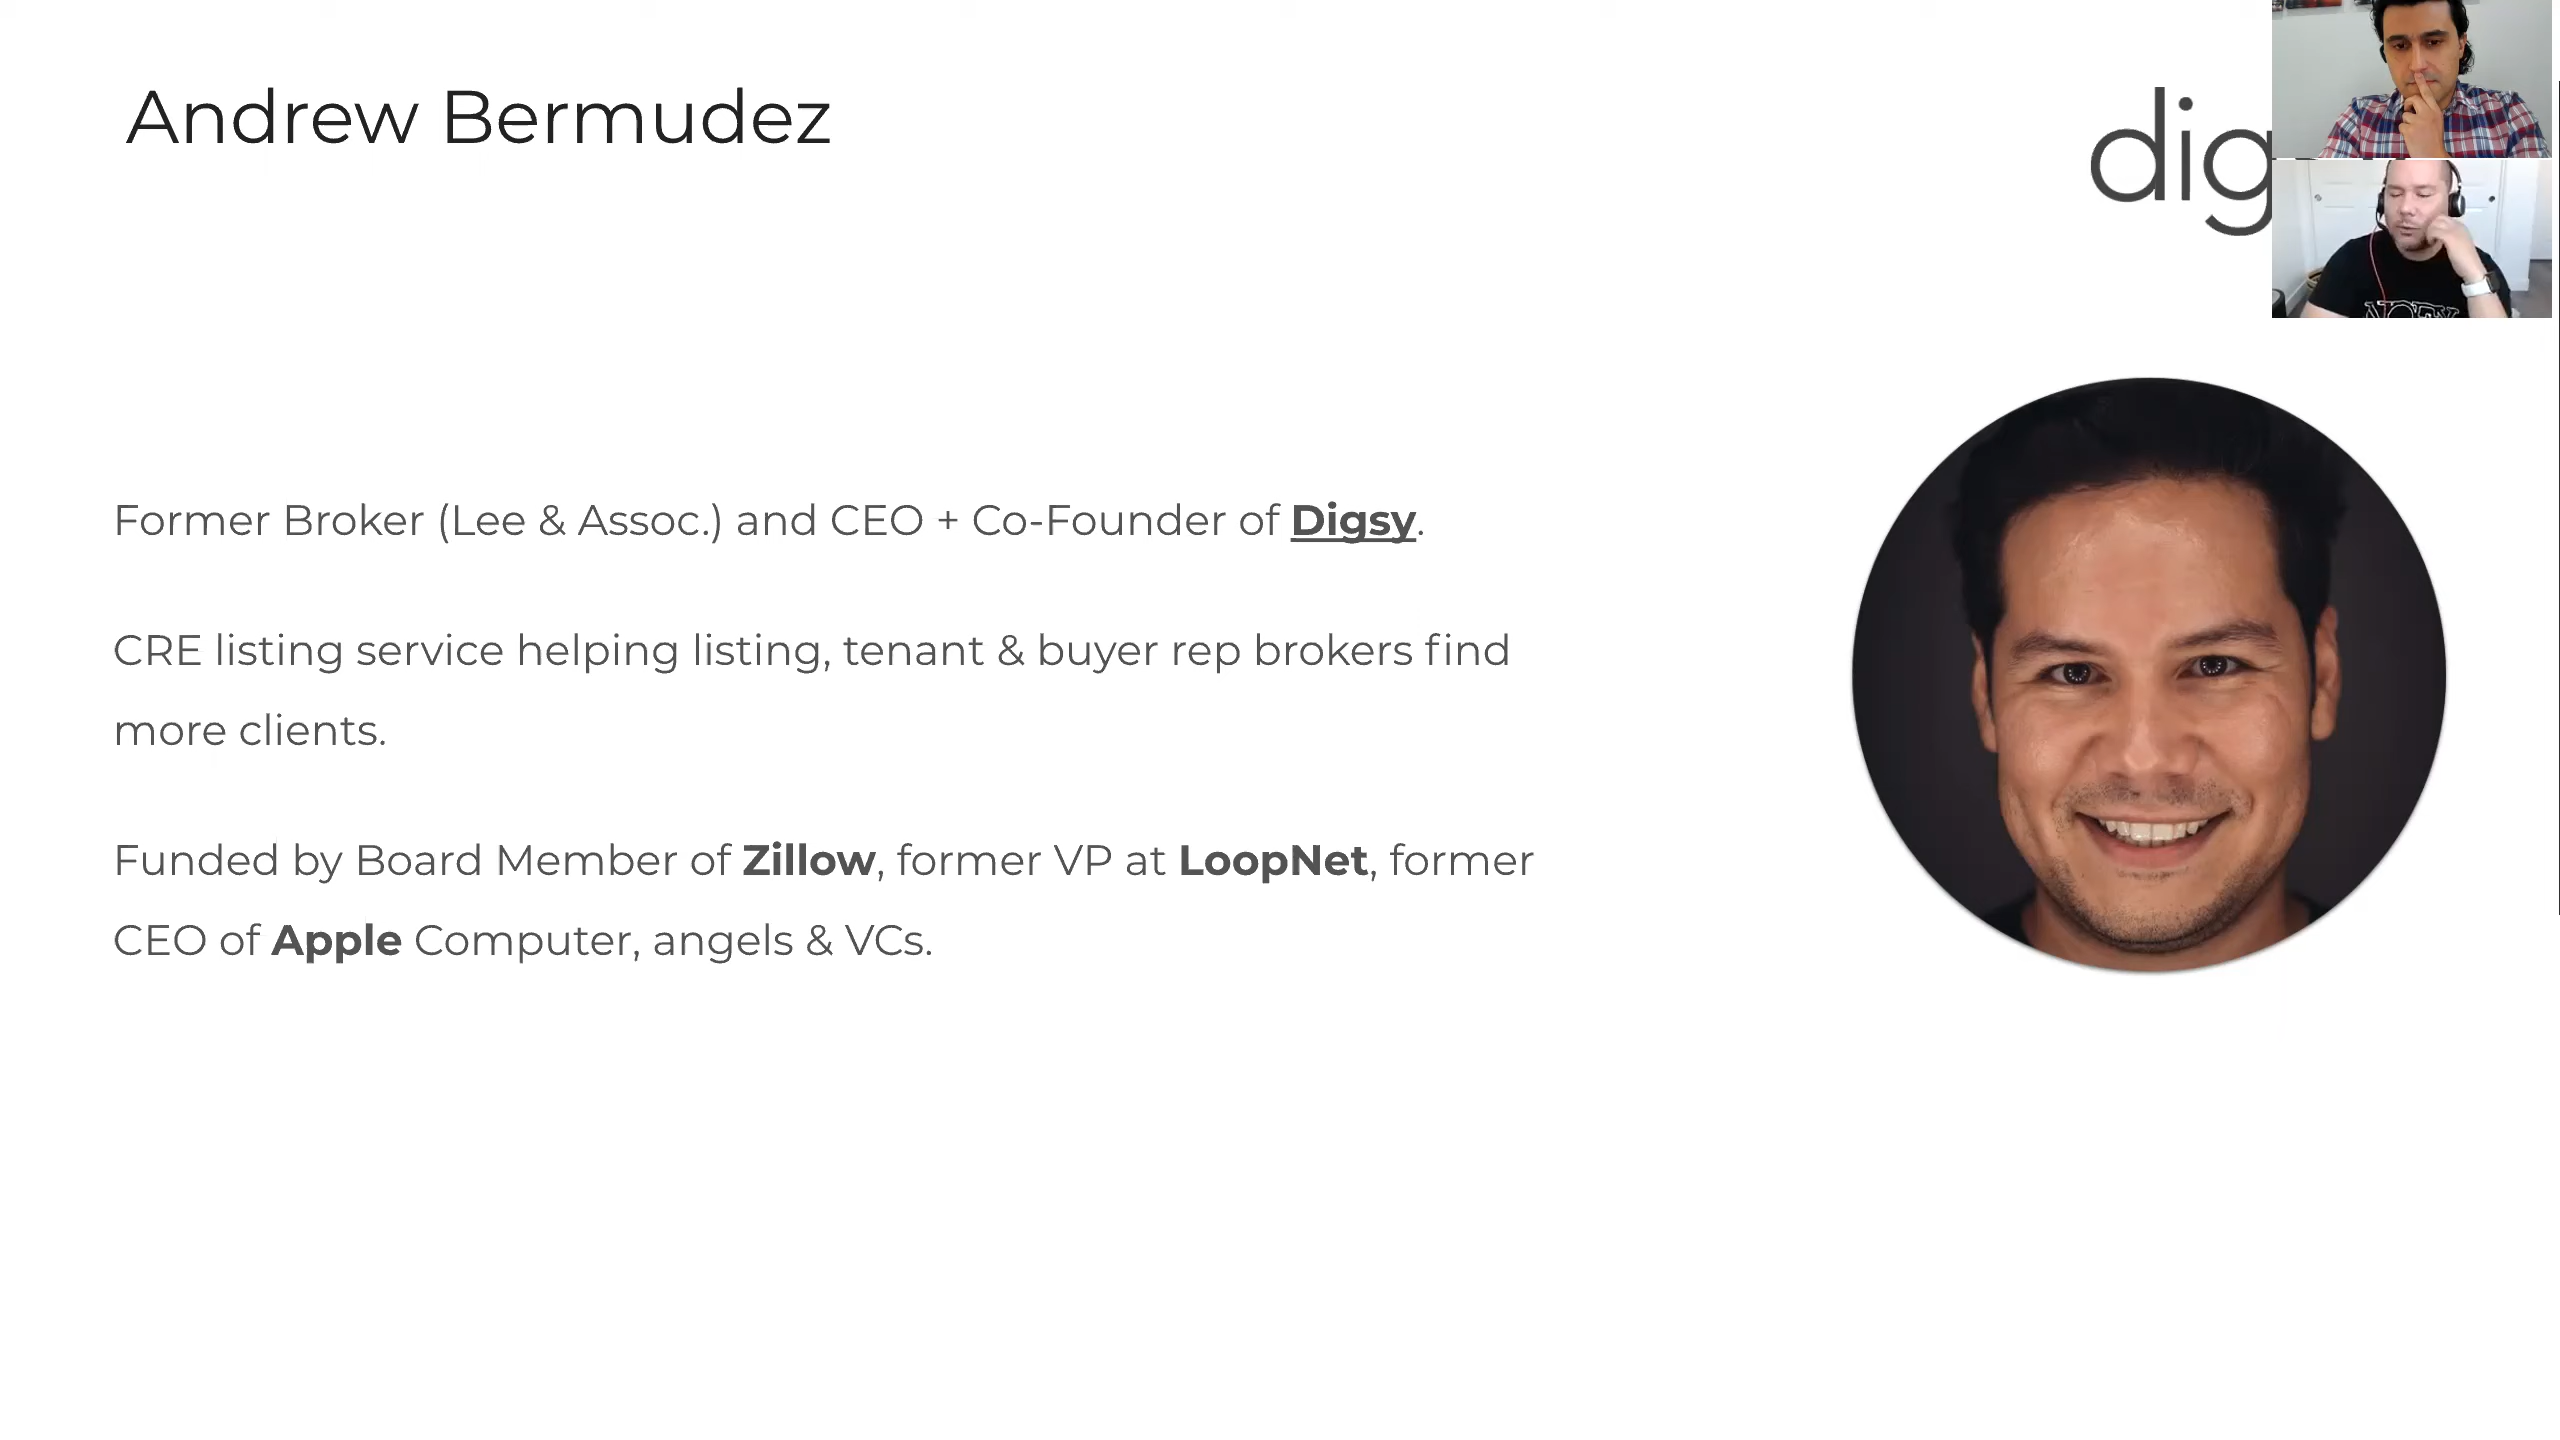 Andrew Bermudez
dig
Former Broker (Lee & Assoc.) and CEO + Co-Founder of Digsy.
CRE listing service helping listing, tenant & buyer rep brokers find
more clients.
Funded by Board Member of Zillow, former VP at LoopNet, former
CEO of Apple Computer, angels & VCs.